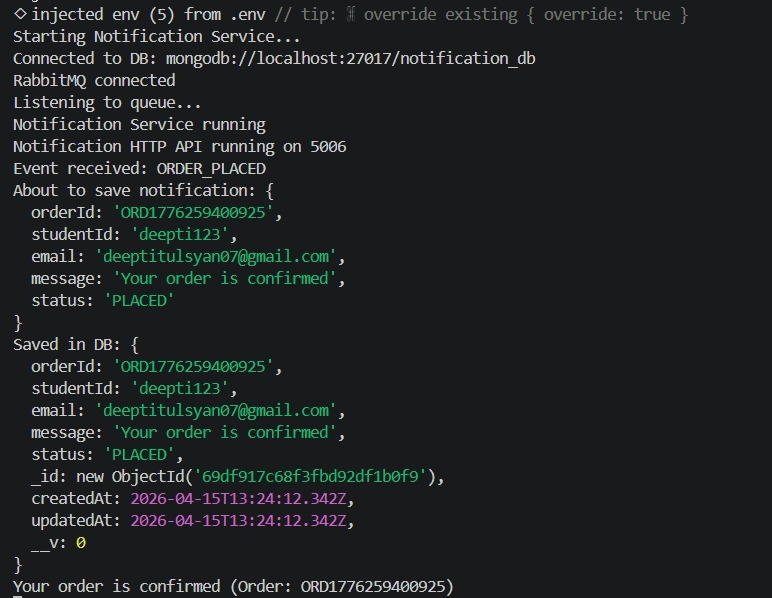 ◇ injected env (5) from .env // tip: override existing { override: true }
Starting Notification Service...
Connected to DB: mongodb://localhost:27017/notification_db
RabbitMQ connected
Listening to queue...
Notification Service running
Notification HTTP API running on 5006
Event received: ORDER_PLACED
About to save notification: {
  orderId: 'ORD1776259400925',
  studentId: 'deepti123',
  email: 'deeptitulsyan07@gmail.com',
  message: 'Your order is confirmed',
  status: 'PLACED'
}
Saved in DB: {
  orderId: 'ORD1776259400925',
  studentId: 'deepti123',
  email: 'deeptitulsyan07@gmail.com',
  message: 'Your order is confirmed',
  status: 'PLACED',
  _id: new ObjectId('69df917c68f3fbd92df1b0f9'),
  createdAt: 2026-04-15T13:24:12.342Z,
  updatedAt: 2026-04-15T13:24:12.342Z,
  __v: 0
}
Your order is confirmed (Order: ORD1776259400925)